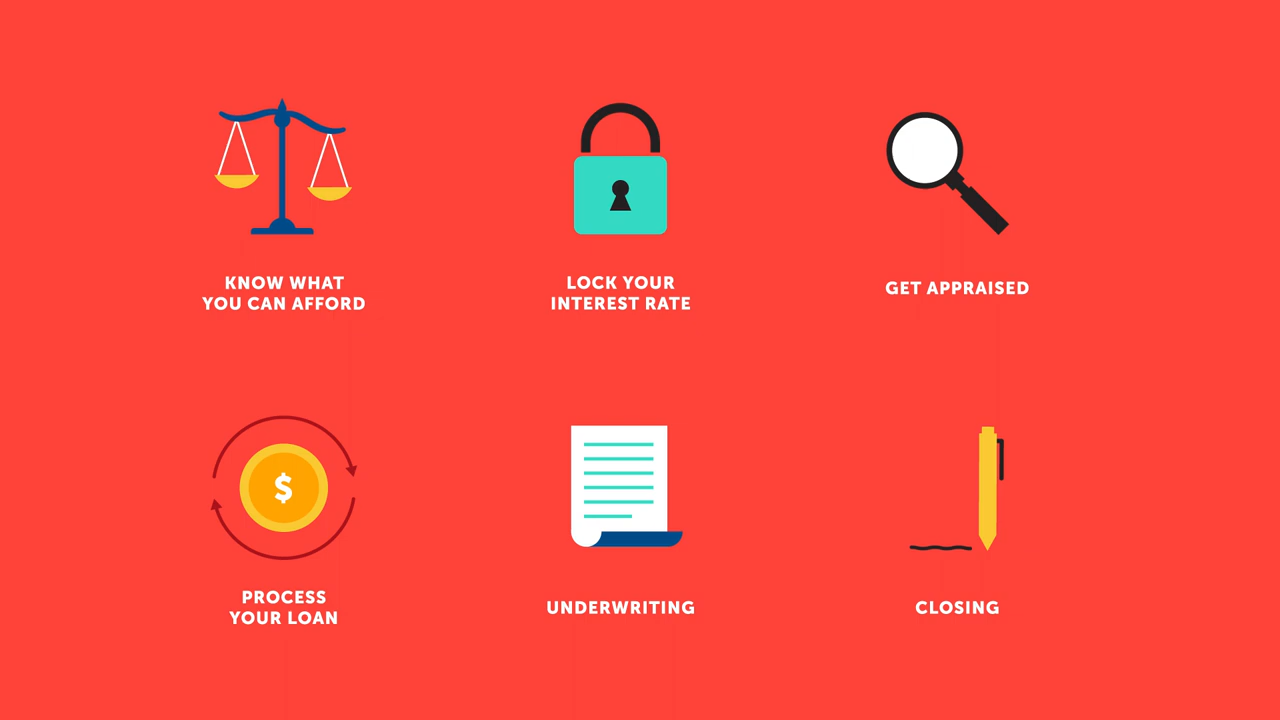 KNOW WHAT
YOU CAN AFFORD
LOCK YOUR
INTEREST RATE
GET APPRAISED
$
PROCESS
YOUR LOAN
UNDERWRITING
CLOSING